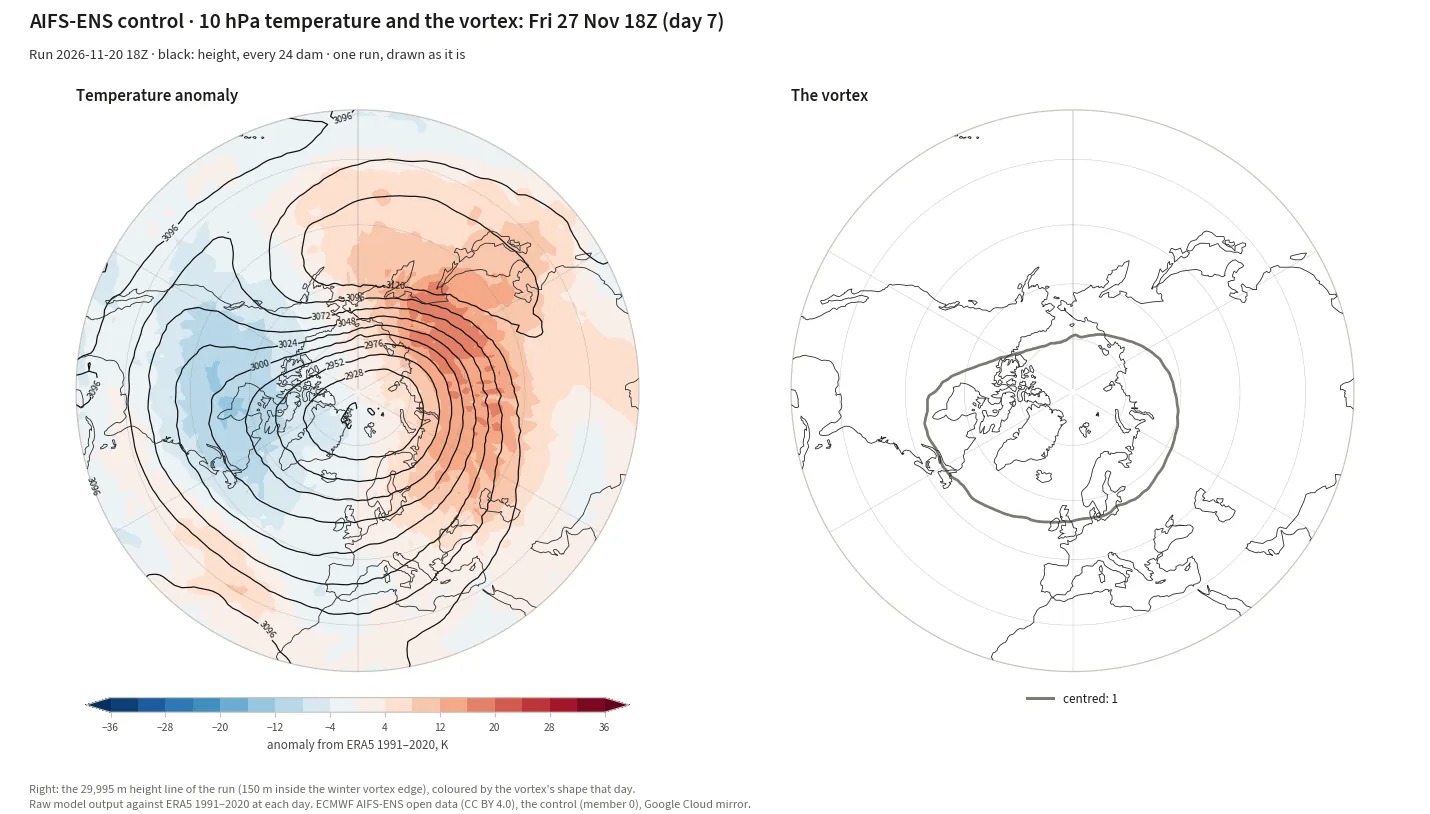 AIFS-ENS control · 10 hPa temperature and the vortex: Fri 27 Nov 18Z (day 7)
Run 2026-11-20 18Z · black: height, every 24 dam · one run, drawn as it is
Temperature anomaly
The vortex
3096
3096
3120
3096
3072
3048
3024
2976
3000
2952
2928
3096
3096
3096
−36 −28 −20 −12 −4 4 12 20 28 36
anomaly from ERA5 1991–2020, K
centred: 1
Right: the 29,995 m height line of the run (150 m inside the winter vortex edge), coloured by the vortex's shape that day.
Raw model output against ERA5 1991–2020 at each day. ECMWF AIFS-ENS open data (CC BY 4.0), the control (member 0), Google Cloud mirror.